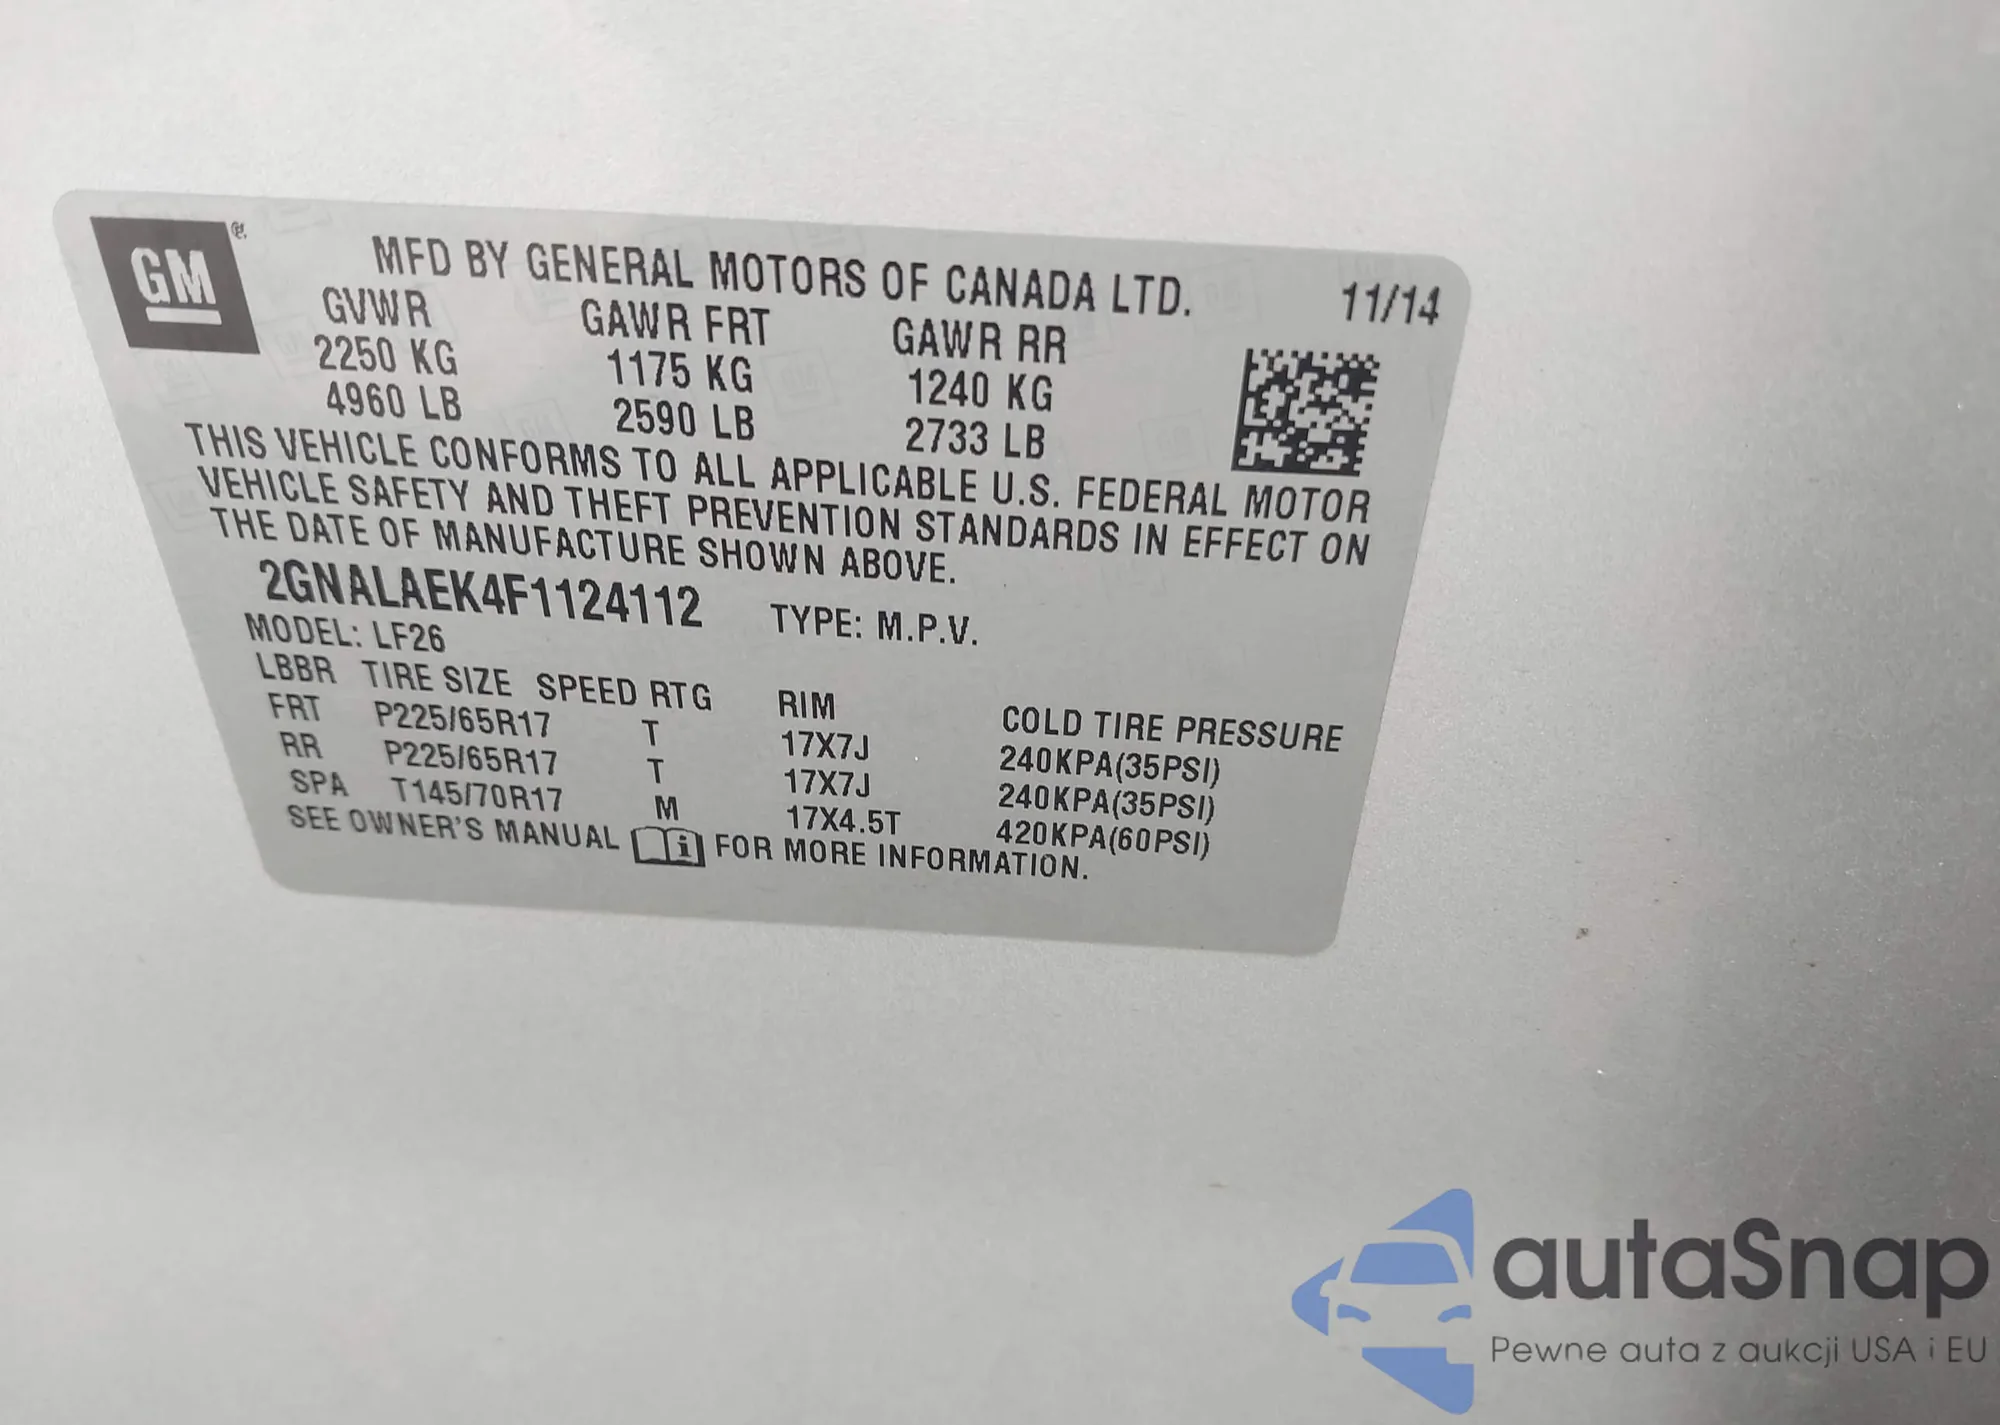 GM
MFD BY GENERAL MOTORS OF CANADA LTD. 11/14
GVWR GAWR FRT GAWR RR
2250 KG 1175 KG 1240 KG
4960 LB 2590 LB 2733 LB
THIS VEHICLE CONFORMS TO ALL APPLICABLE U.S. FEDERAL MOTOR
VEHICLE SAFETY AND THEFT PREVENTION STANDARDS IN EFFECT ON
THE DATE OF MANUFACTURE SHOWN ABOVE.
2GNALAEK4F1124112 TYPE: M.P.V.
MODEL: LF26
LBBR TIRE SIZE SPEED RTG RIM COLD TIRE PRESSURE
FRT P225/65R17 T 17X7J 240KPA(35PSI)
RR P225/65R17 T 17X7J 240KPA(35PSI)
SPA T145/70R17 M 17X4.5T 420KPA(60PSI)
SEE OWNER'S MANUAL i FOR MORE INFORMATION.
autaSnap
Pewne auta z aukcji USA i EU